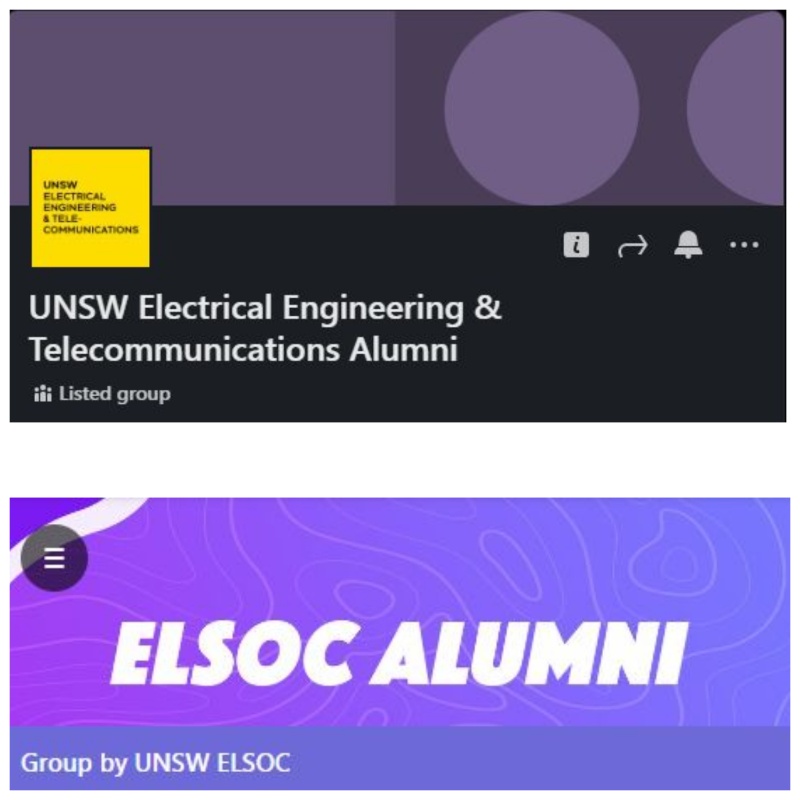 UNSW
ELECTRICAL
ENGINEERING
& TELE-
COMMUNICATIONS
UNSW Electrical Engineering &
Telecommunications Alumni
Listed group
ELSOC ALUMNI
Group by UNSW ELSOC